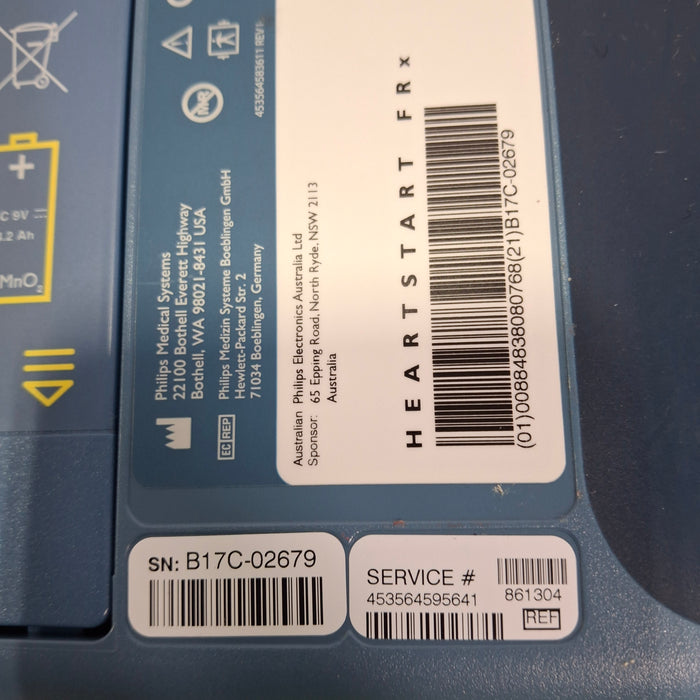 +
9V
Ah
MnO2
MR
453564583611 REV
Philips Medical Systems
22100 Bothell Everett Highway
Bothell, WA 98021-8431 USA
EC REP
Philips Medizin Systeme Boeblingen GmbH
Hewlett-Packard Str. 2
71034 Boeblingen, Germany
Australian Philips Electronics Australia Ltd
Sponsor: 65 Epping Road, North Ryde, NSW 2113
Australia
HEARTSTART FRx
(01)00884838080768(21)B17C-02679
SN: B17C-02679
SERVICE #
453564595641
861304
REF